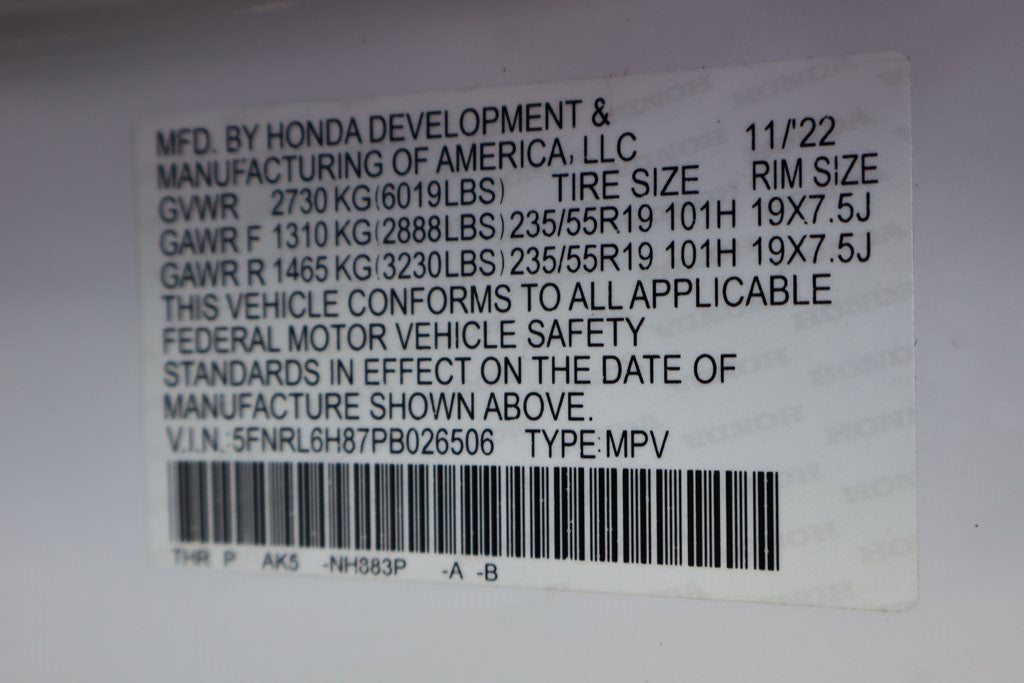 MFD. BY HONDA DEVELOPMENT &
MANUFACTURING OF AMERICA, LLC 11/'22
GVWR 2730 KG(6019LBS) TIRE SIZE RIM SIZE
GAWR F 1310 KG(2888LBS) 235/55R19 101H 19X7.5J
GAWR R 1465 KG(3230LBS) 235/55R19 101H 19X7.5J
THIS VEHICLE CONFORMS TO ALL APPLICABLE
FEDERAL MOTOR VEHICLE SAFETY
STANDARDS IN EFFECT ON THE DATE OF
MANUFACTURE SHOWN ABOVE.
V.I.N.:5FNRL6H87PB026506 TYPE:MPV
THR P AK5 -NH883P -A -B